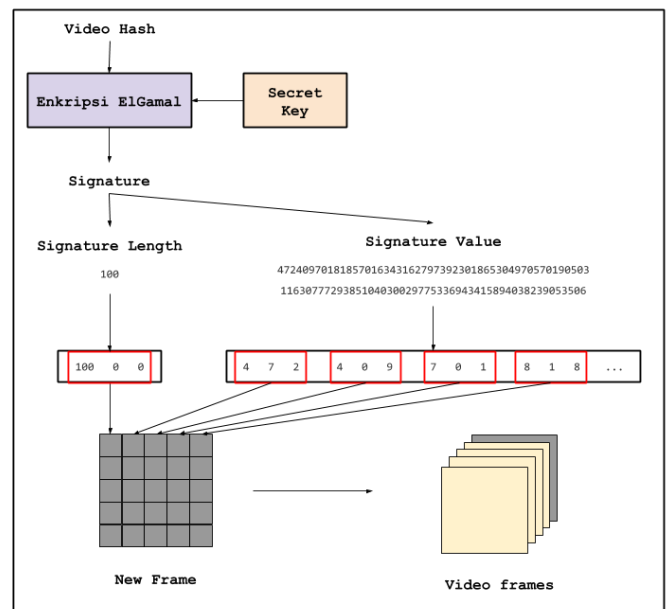 Video Hash
Enkripsi ElGamal
Secret
Key
Signature
Signature Length
100
Signature Value
47240970181857016343162797392301865304970570190503
11630777293851040300297753369434158940382390535​06
100 0 0
4 7 2 4 0 9 7 0 1 8 1 8 ...
New Frame
Video frames